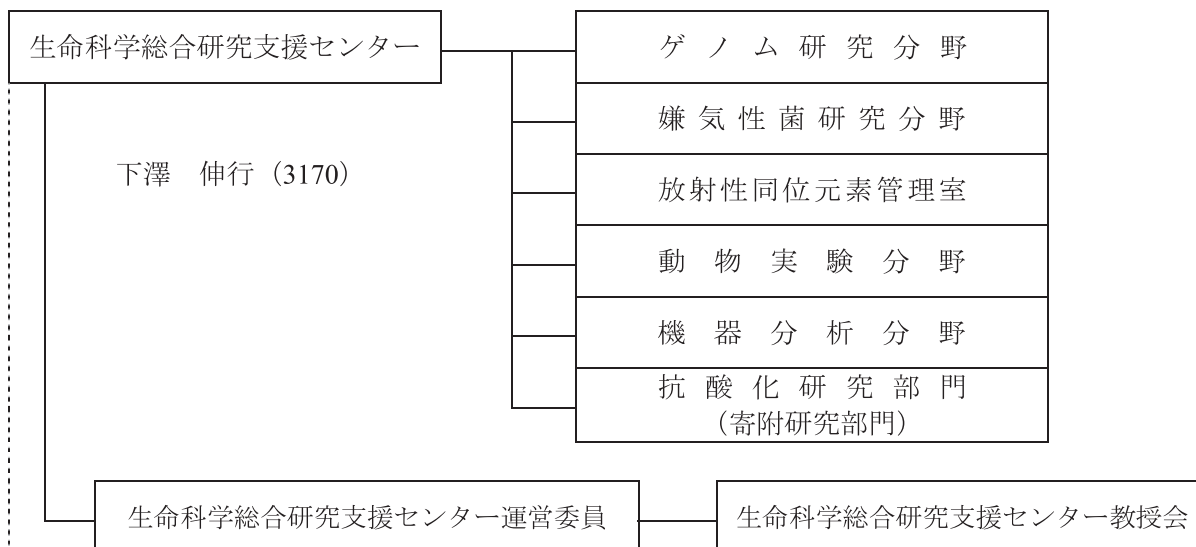 生命科学総合研究支援センター
下澤　伸行（3170）
ゲノム研究分野
嫌気性菌研究分野
放射性同位元素管理室
動物実験分野
機器分析分野
抗酸化研究部門
（寄附研究部門）
生命科学総合研究支援センター運営委員
生命科学総合研究支援センター教授会